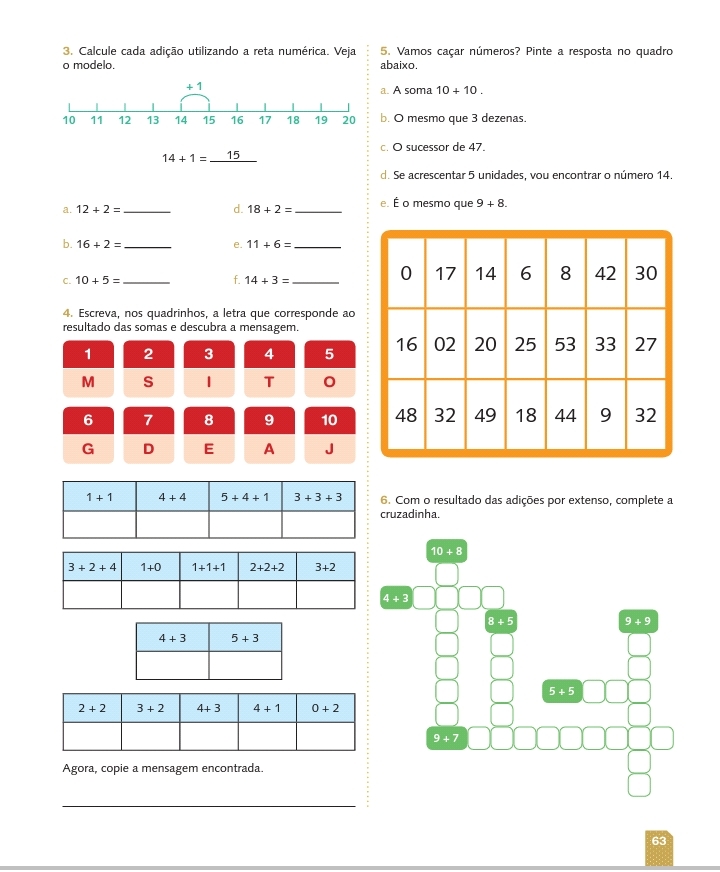 3. Calcule cada adição utilizando a reta numérica. Veja
o modelo.
+ 1
10 11 12 13 14 15 16 17 18 19 20
14 + 1 = 15
a. 12 + 2 = ________
d. 18 + 2 = ________
b. 16 + 2 = ________
e. 11 + 6 = ________
c. 10 + 5 = ________
f. 14 + 3 = ________
4. Escreva, nos quadrinhos, a letra que corresponde ao
resultado das somas e descubra a mensagem.
1 2 3 4 5
M S I T O
6 7 8 9 10
G D E A J
1 + 1 4 + 4 5 + 4 + 1 3 + 3 + 3
3 + 2 + 4 1+0 1+1+1 2+2+2 3+2
4 + 3 5 + 3
2 + 2 3 + 2 4+ 3 4 + 1 0 + 2
Agora, copie a mensagem encontrada.
5. Vamos caçar números? Pinte a resposta no quadro
abaixo.
a. A soma 10 + 10 .
b. O mesmo que 3 dezenas.
c. O sucessor de 47.
d. Se acrescentar 5 unidades, vou encontrar o número 14.
e. É o mesmo que 9 + 8.
0 17 14 6 8 42 30
16 02 20 25 53 33 27
48 32 49 18 44 9 32
6. Com o resultado das adições por extenso, complete a
cruzadinha.
10 + 8
4 + 3
8 + 5
9 + 9
5 + 5
9 + 7
63